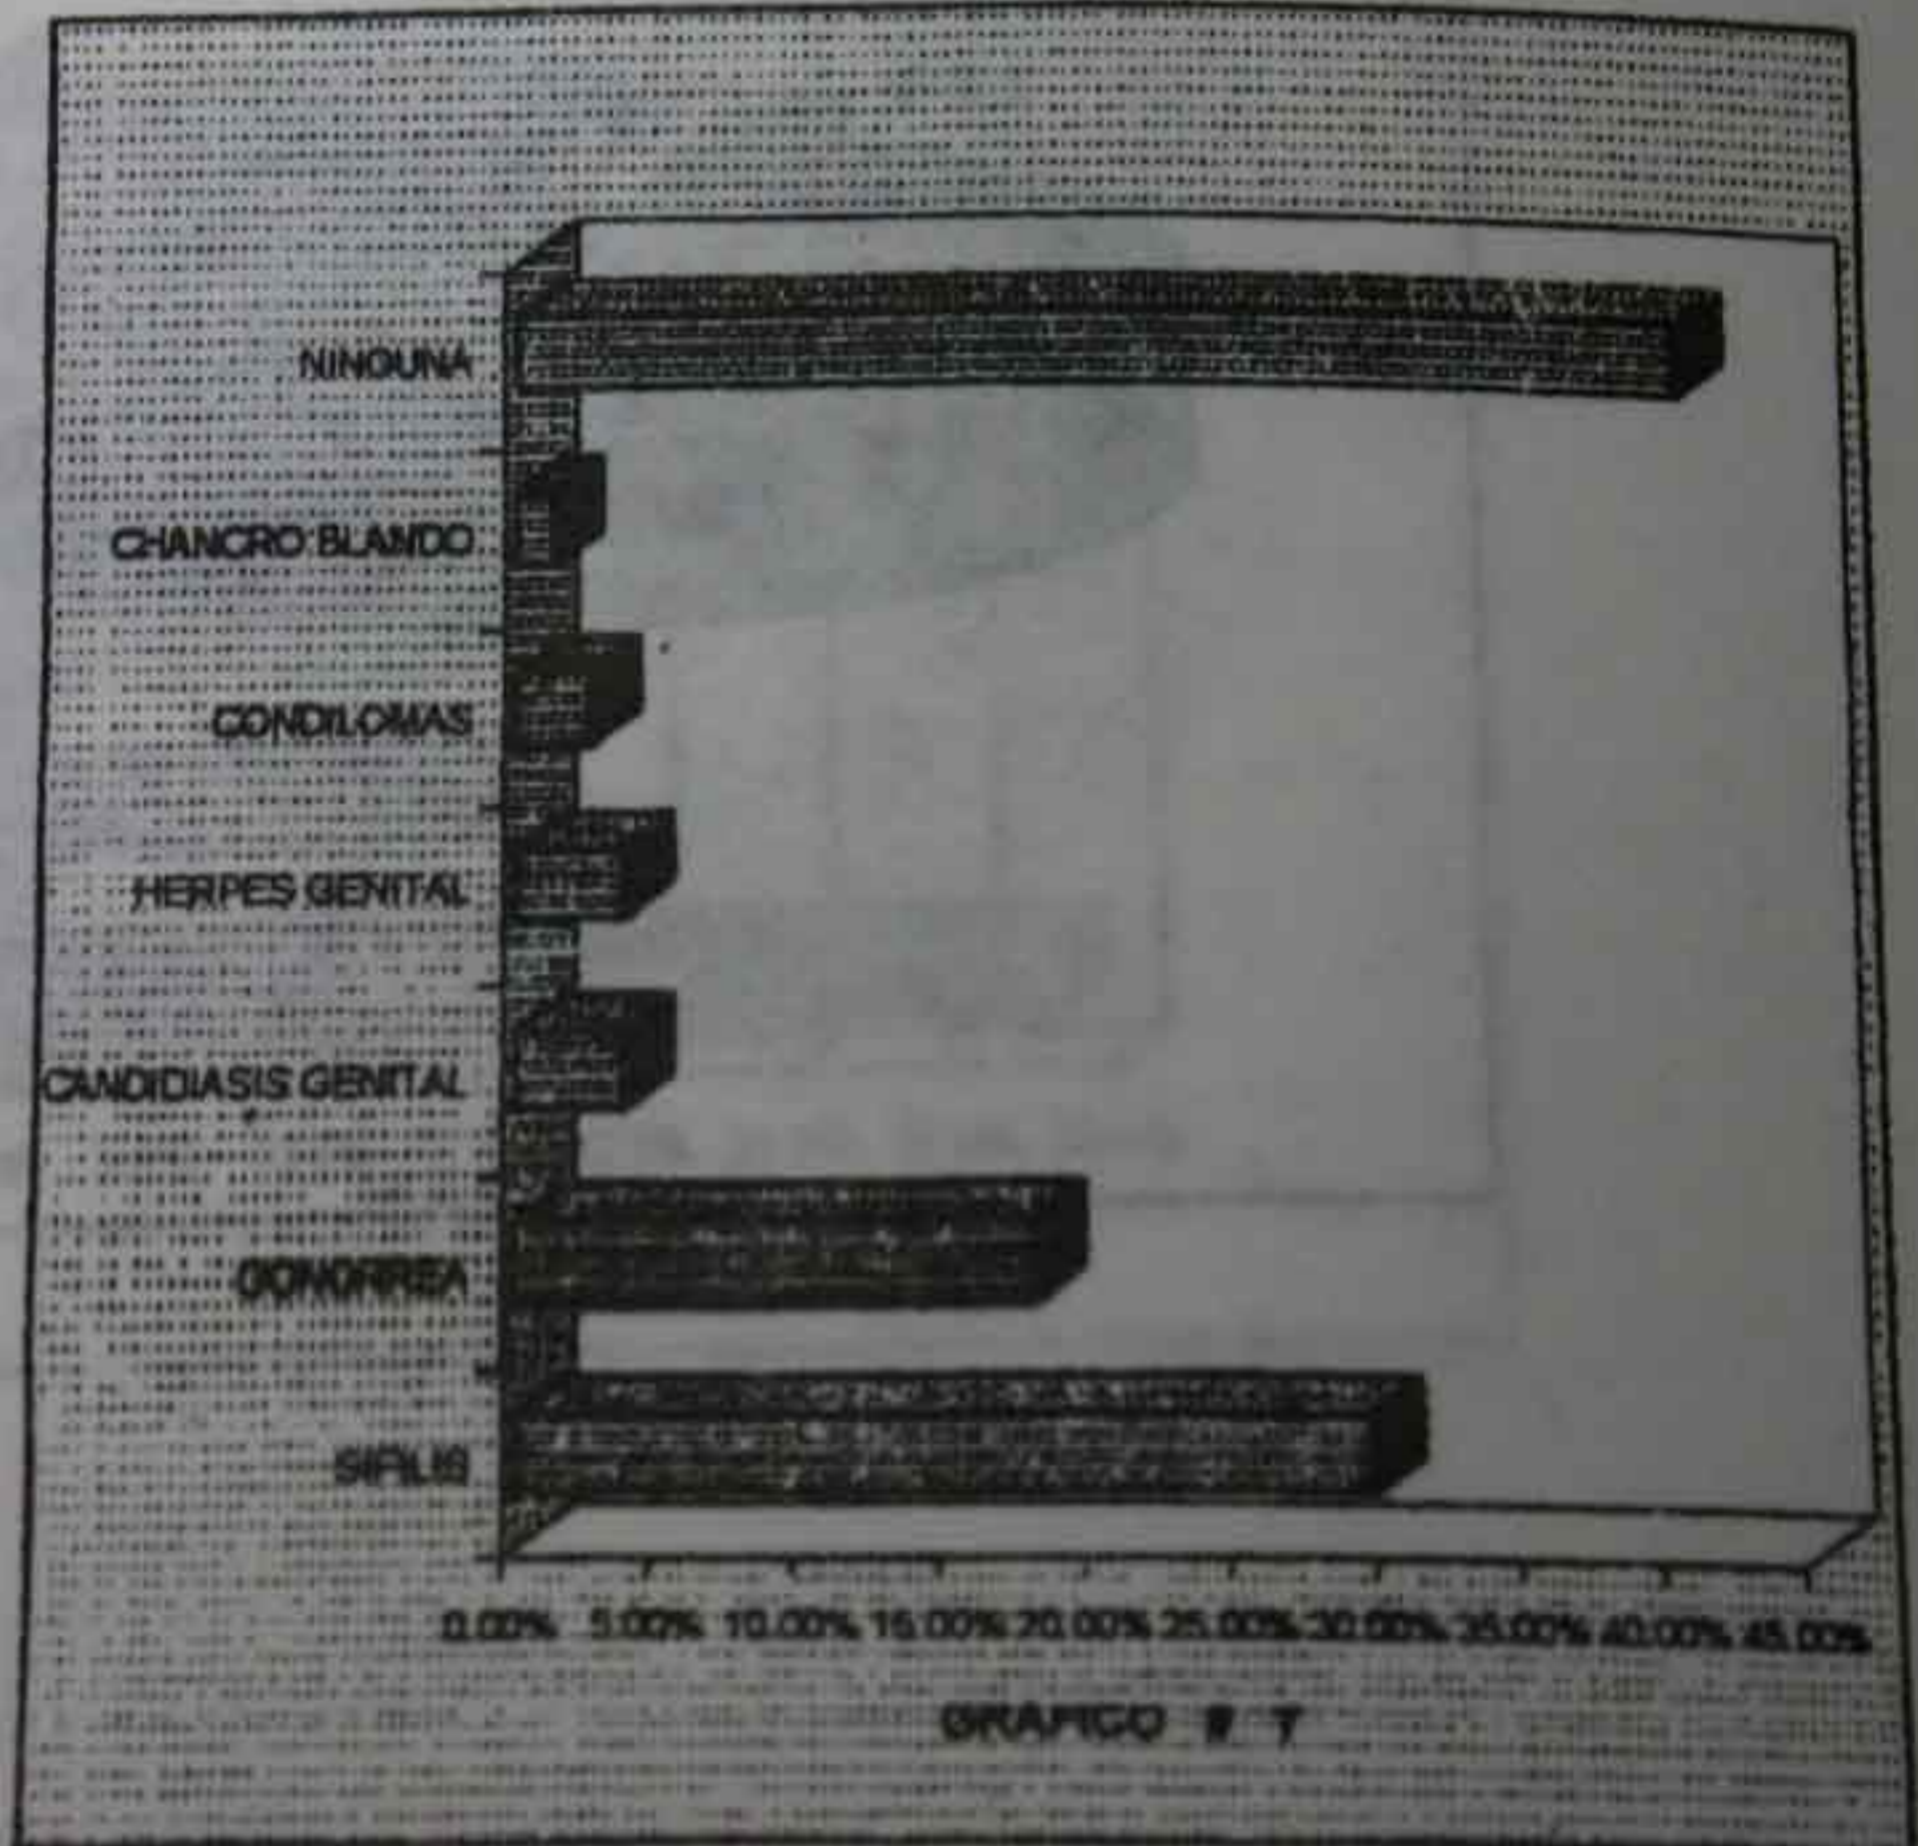 NINGUNA
CHANCRO BLANDO
CONDILOMAS
HERPES GENITAL
CANDIDIASIS GENITAL
GONORREA
SIFILIS
0.00% 5.00% 10.00% 15.00% 20.00% 25.00% 30.00% 35.00% 40.00% 45.00%
GRAFICO # 7